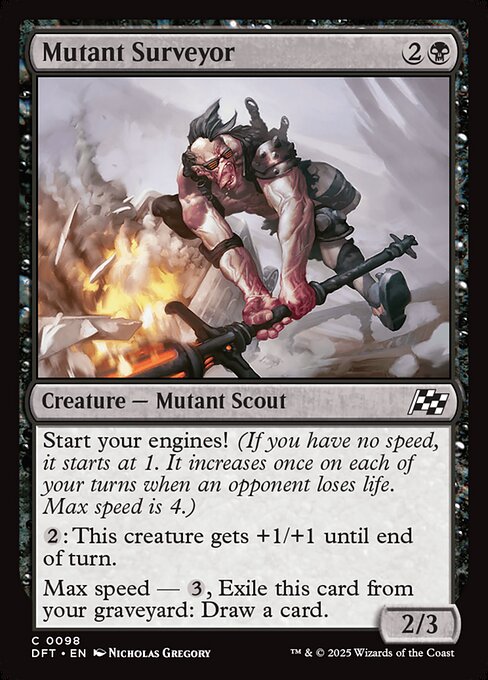 Mutant Surveyor 2
Creature — Mutant Scout
Start your engines! (If you have no speed,
it starts at 1. It increases once on each of
your turns when an opponent loses life.
Max speed is 4.)
2: This creature gets +1/+1 until end
of turn.
Max speed — 3, Exile this card from
your graveyard: Draw a card.
2/3
C 0098
DFT • EN Nicholas Gregory
™ & © 2025 Wizards of the Coast